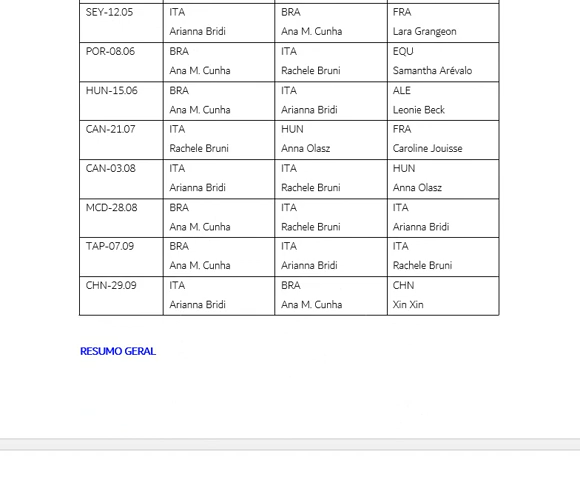 SEY-12.05 ITA BRA FRA
Arianna Bridi Ana M. Cunha Lara Grangeon
POR-08.06 BRA ITA EQU
Ana M. Cunha Rachele Bruni Samantha Arévalo
HUN-15.06 BRA ITA ALE
Ana M. Cunha Arianna Bridi Leonie Beck
CAN-21.07 ITA HUN FRA
Rachele Bruni Anna Olasz Caroline Jouisse
CAN-03.08 ITA ITA HUN
Arianna Bridi Rachele Bruni Anna Olasz
MCD-28.08 BRA ITA ITA
Ana M. Cunha Rachele Bruni Arianna Bridi
TAP-07.09 BRA ITA ITA
Ana M. Cunha Arianna Bridi Rachele Bruni
CHN-29.09 ITA BRA CHN
Arianna Bridi Ana M. Cunha Xin Xin
RESUMO GERAL